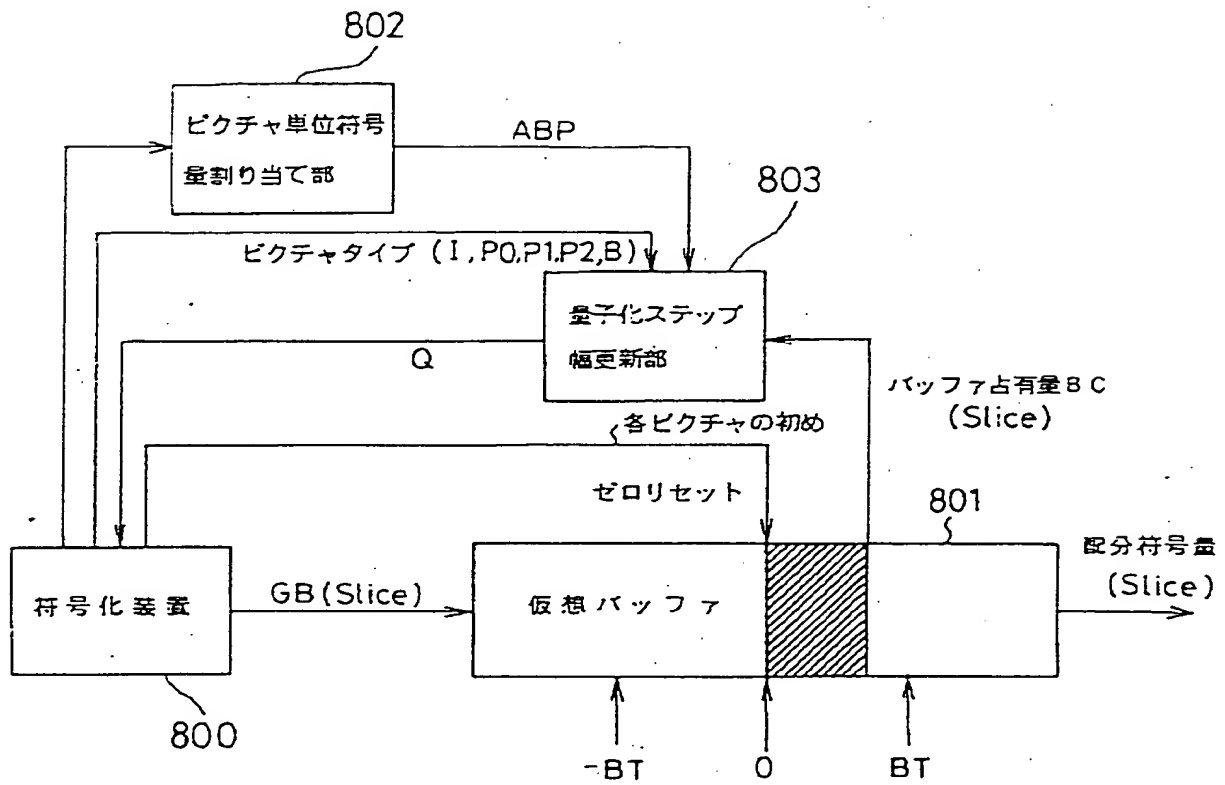 802
ピクチャ単位符号
量割り当て部
ABP
803
ピクチャタイプ (I,P0,P1.P2,B)
量子化ステップ
幅更新部
Q
バッファ占有量BC
(Slice)
各ピクチャの初め
ゼロリセット
801
配分符号量
(Slice)
符号化装置
GB(Slice)
仮想バッファ
800
-BT
0
BT